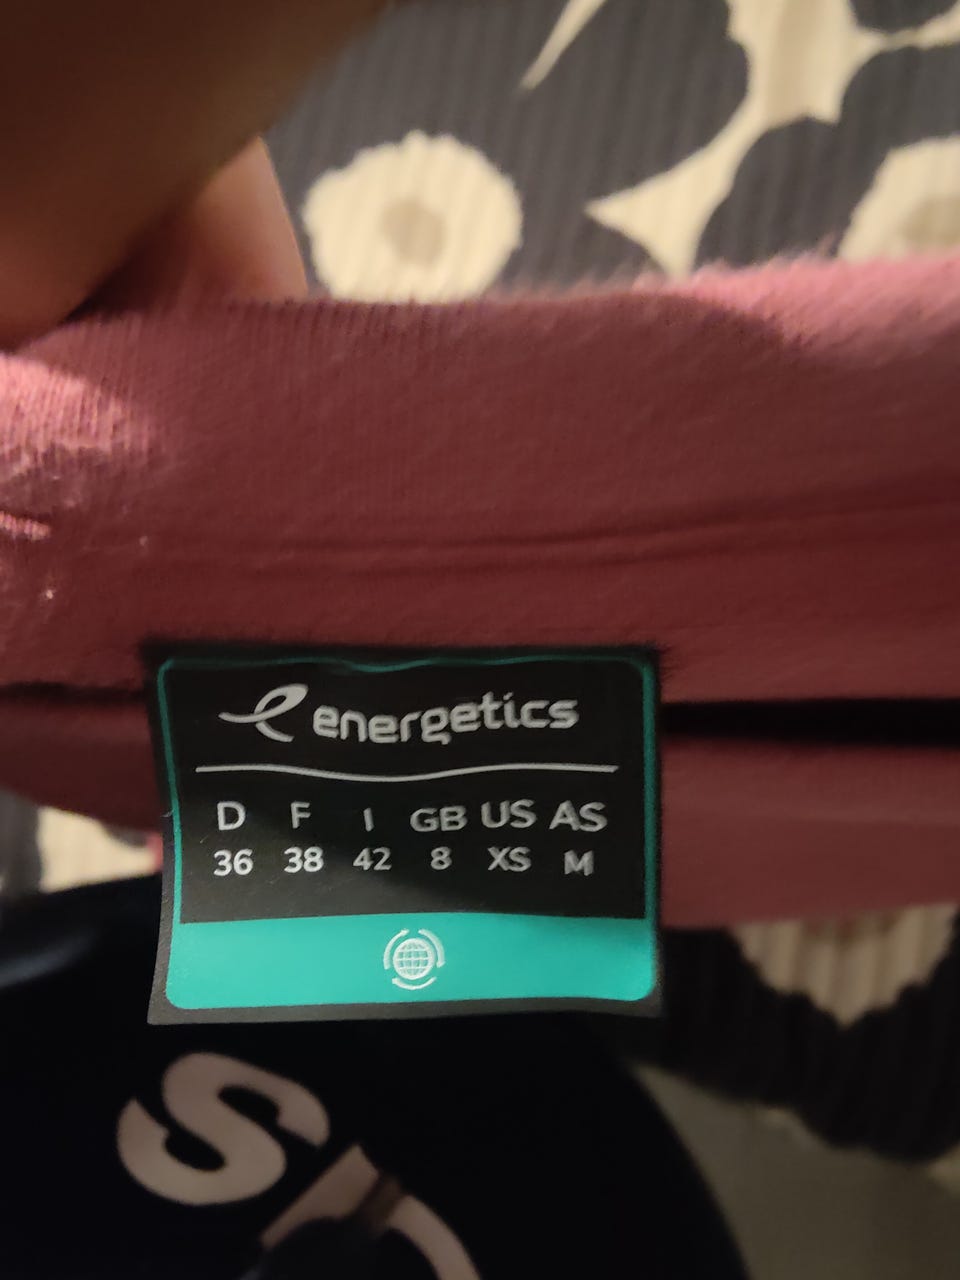 energetics
D F I GB US AS
36 38 42 8 XS M